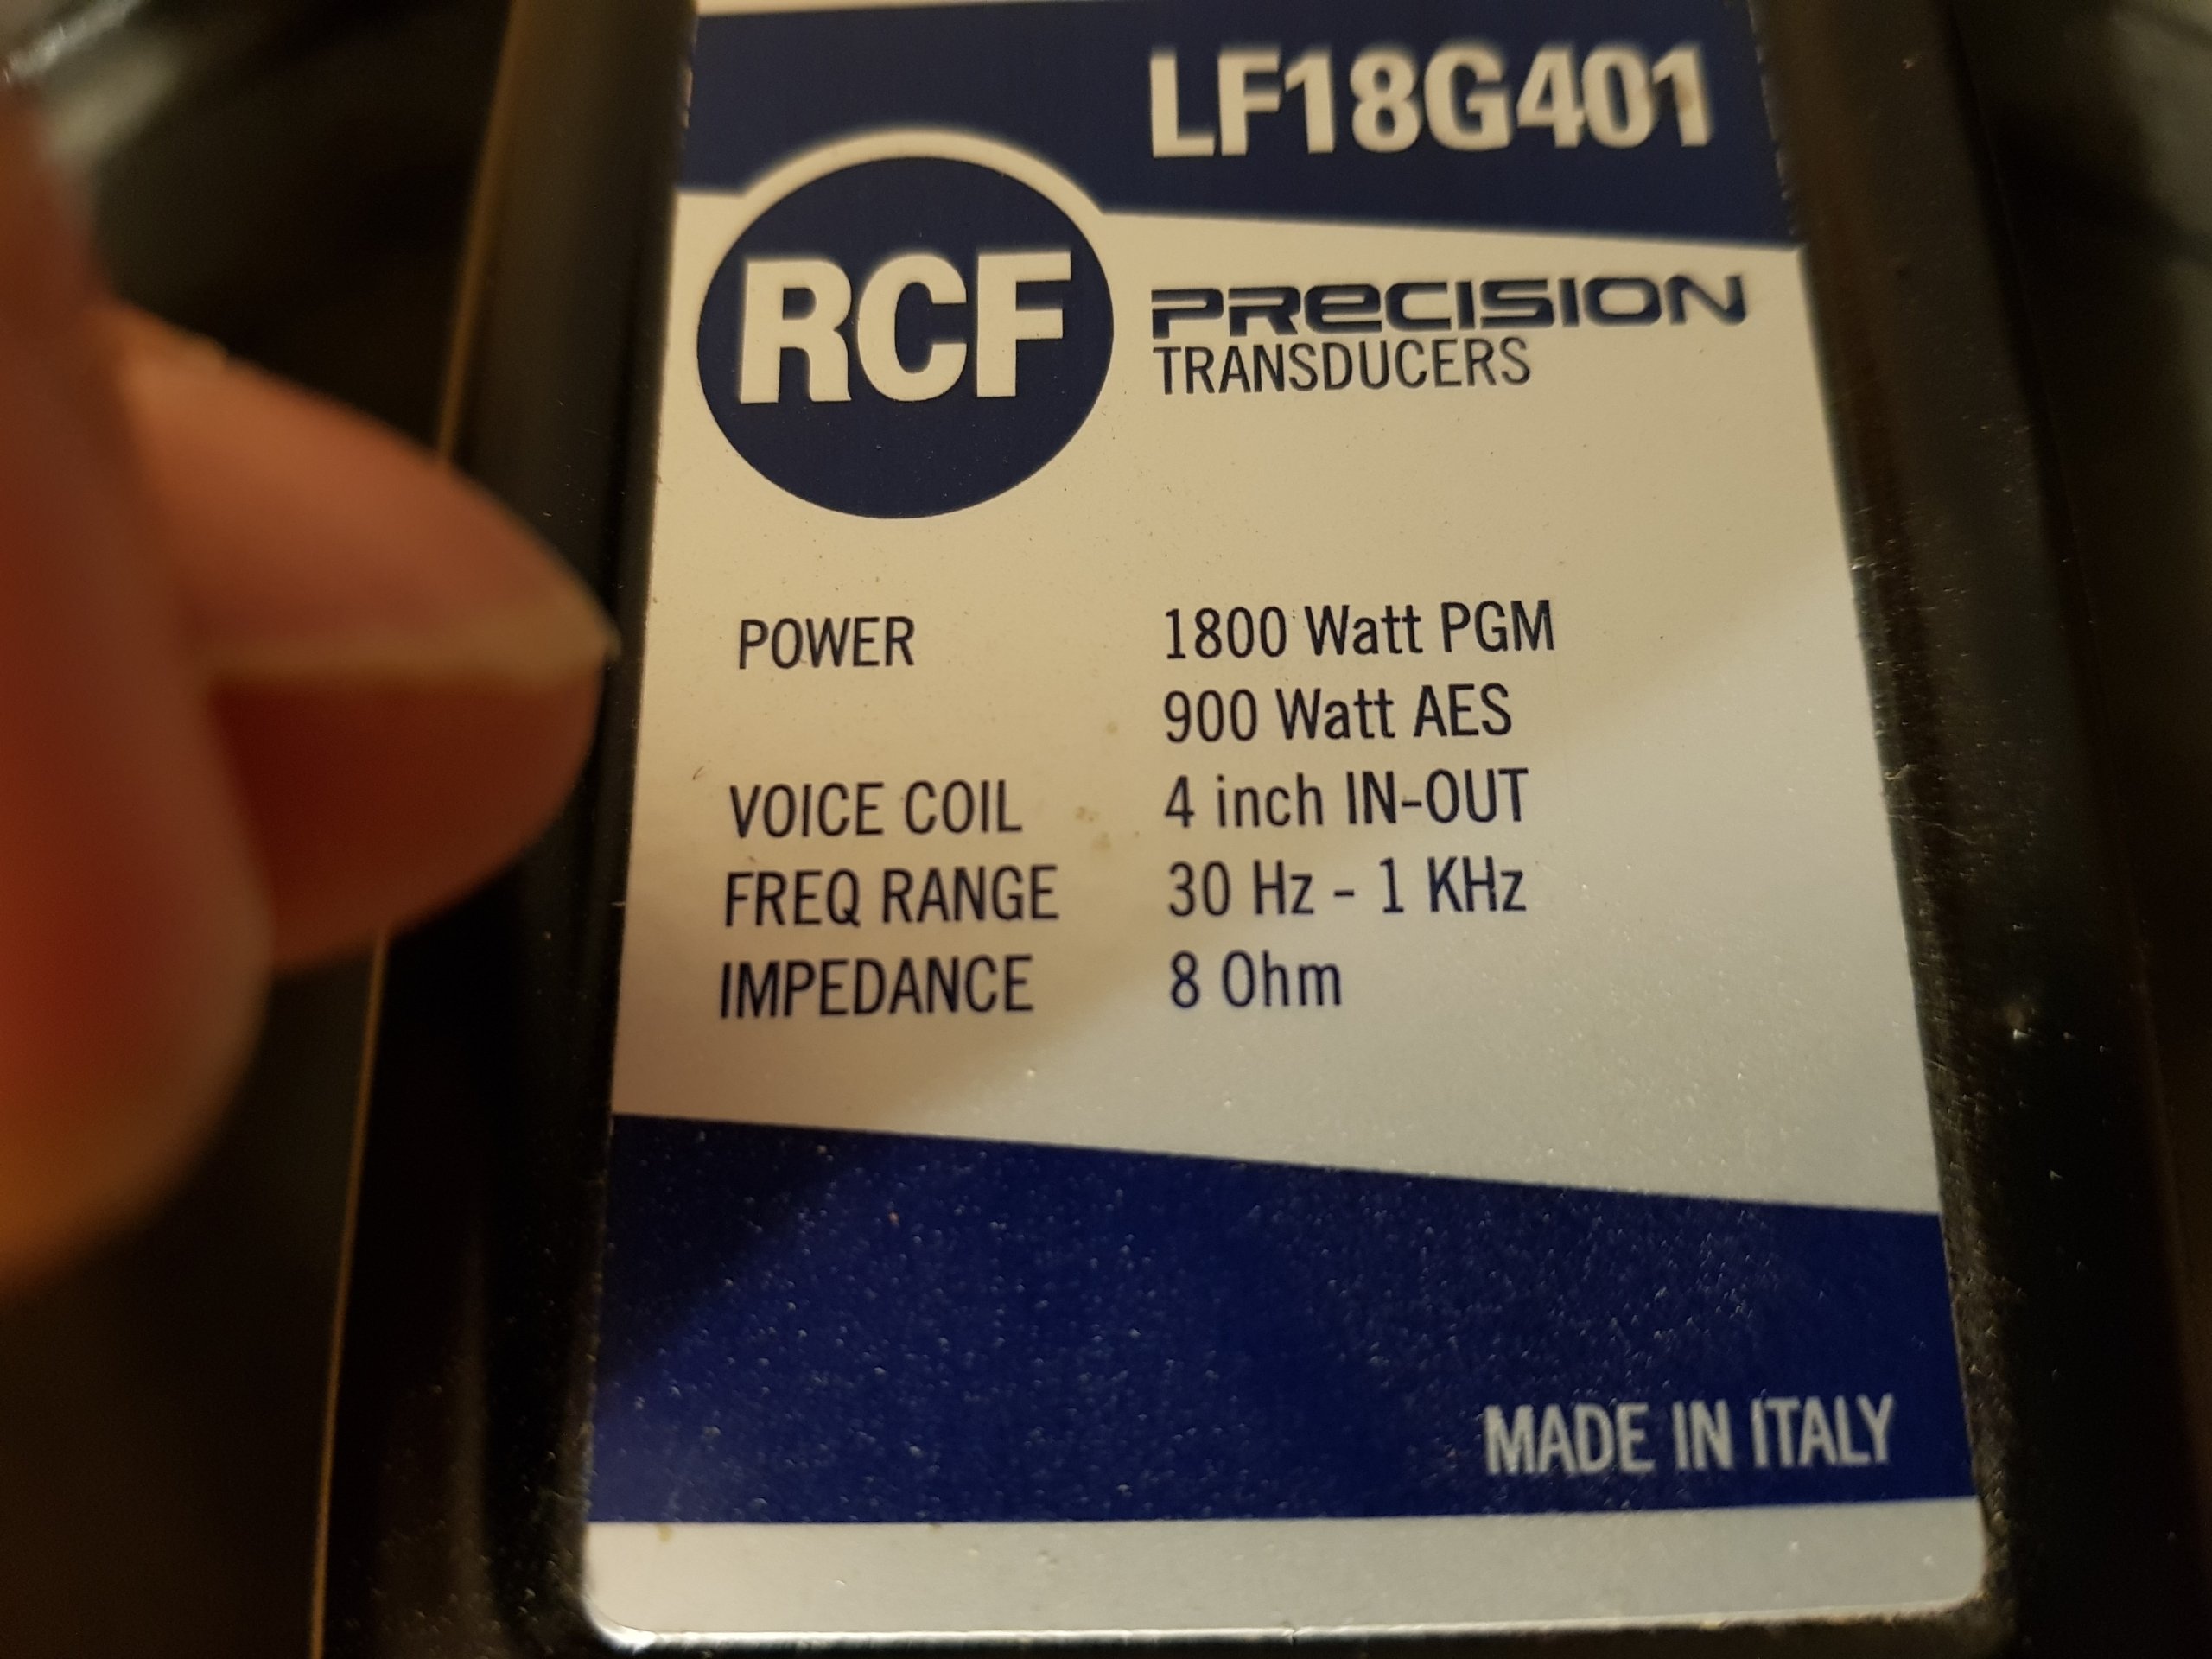 LF18G401
RCF
PRECISION
TRANSDUCERS
POWER 1800 Watt PGM
900 Watt AES
VOICE COIL 4 inch IN-OUT
FREQ RANGE 30 Hz - 1 KHz
IMPEDANCE 8 Ohm
MADE IN ITALY